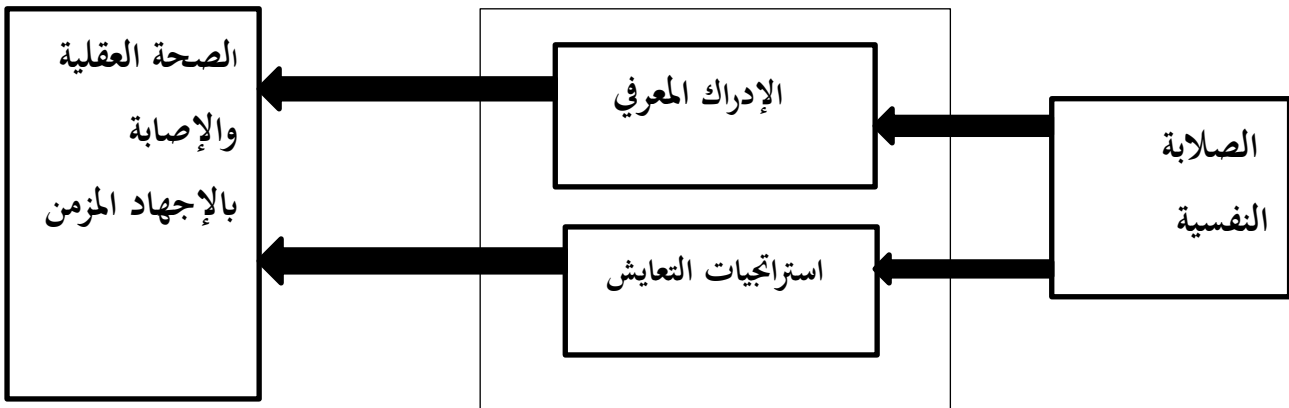 الصلابة
النفسية
الإدراك المعرفي
استراتجيات التعايش
الصحة العقلية
والإصابة
بالإجهاد المزمن